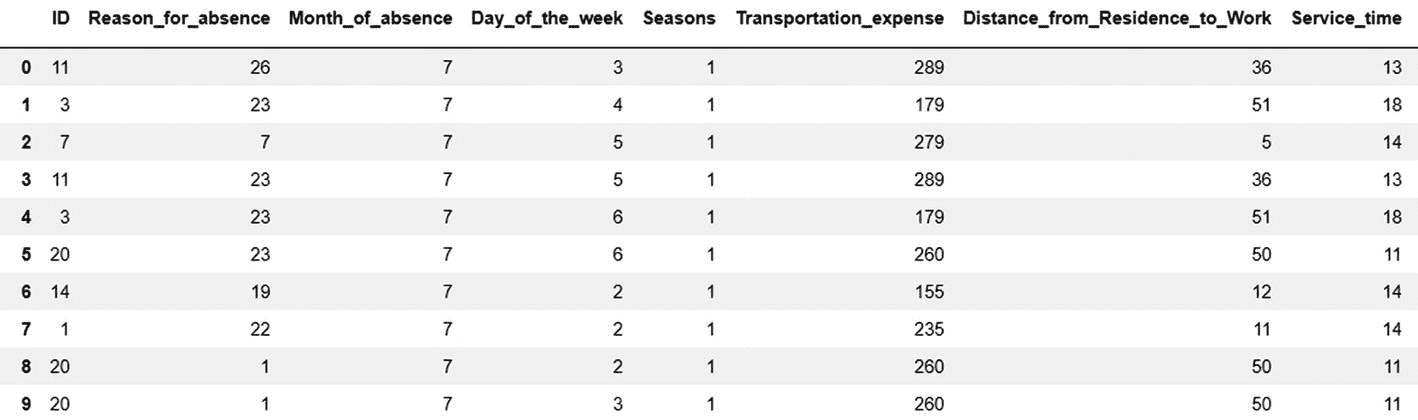 ID Reason_for_absence Month_of_absence Day_of_the_week Seasons Transportation_expense Distance_from_Residence_to_Work Service_time
0 11 26 7 3 1 289 36 13
1 3 23 7 4 1 179 51 18
2 7 7 7 5 1 279 5 14
3 11 23 7 5 1 289 36 13
4 3 23 7 6 1 179 51 18
5 20 23 7 6 1 260 50 11
6 14 19 7 2 1 155 12 14
7 1 22 7 2 1 235 11 14
8 20 1 7 2 1 260 50 11
9 20 1 7 3 1 260 50 11